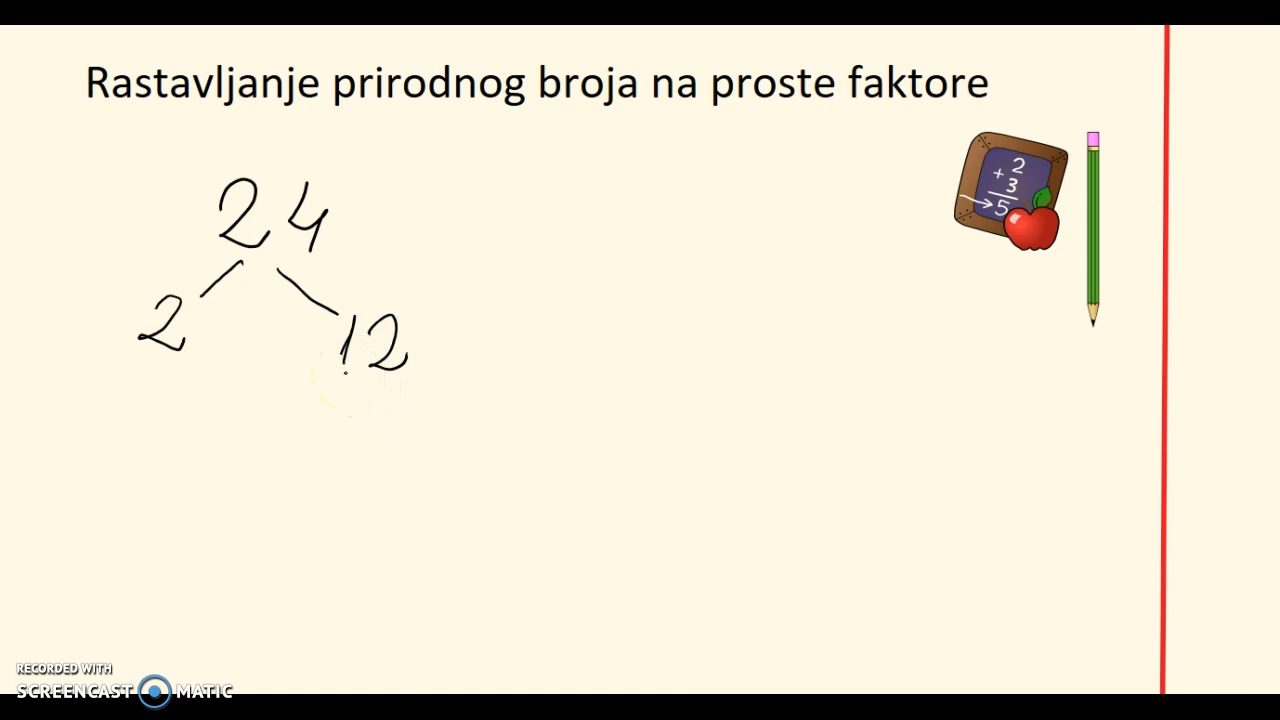 Rastavljanje prirodnog broja na proste faktore
2
+ 3
5
24
2 12
RECORDED WITH
SCREENCAST MATIC